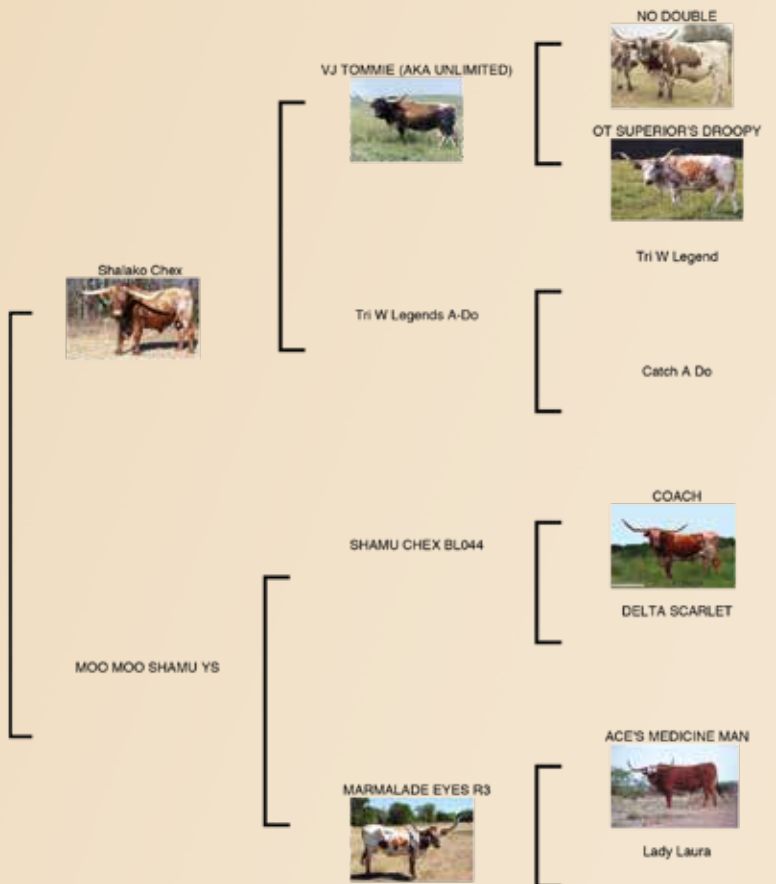 NO DOUBLE
VJ TOMMIE (AKA UNLIMITED)
OT SUPERIOR'S DROOPY
Tri W Legend
Shalako Chex
Tri W Legends A-Do
Catch A Do
COACH
SHAMU CHEX BL044
DELTA SCARLET
MOO MOO SHAMU YS
ACE'S MEDICINE MAN
MARMALADE EYES R3
Lady Laura